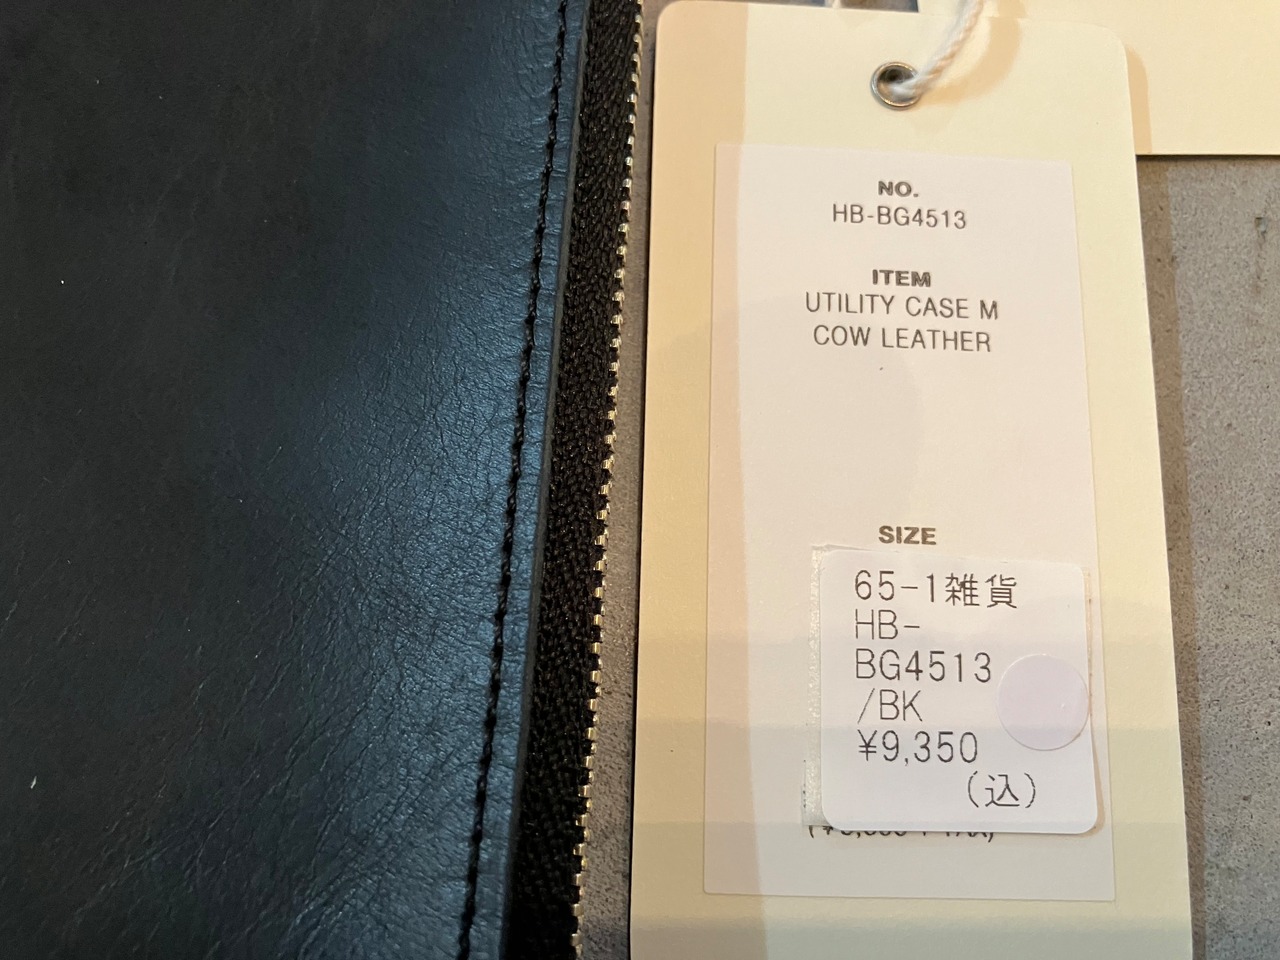 NO.
HB-BG4513
ITEM
UTILITY CASE M
COW LEATHER
SIZE
65-1雑貨
HB-
BG4513
/BK
¥9,350
(込)